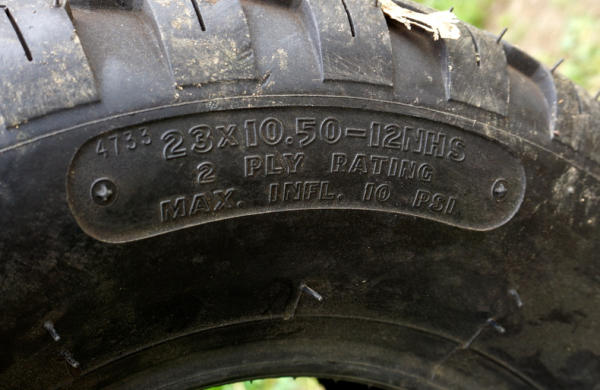 4733 23x10.50-12NHS
2 PLY RATING
MAX. INFL. 10 PSI